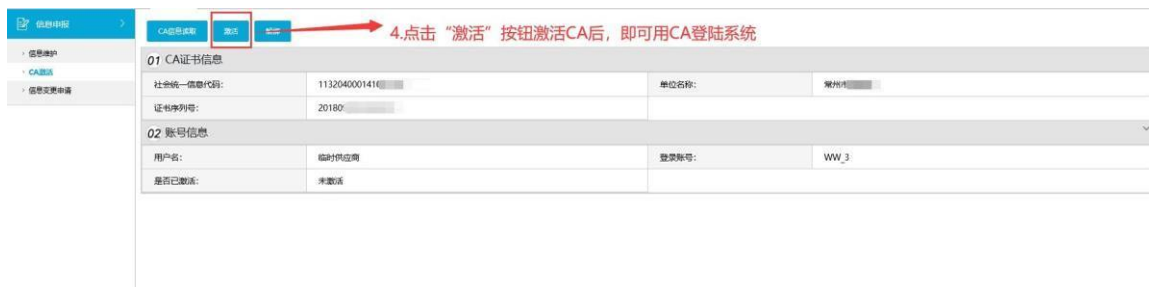 信息申报
CA信息读取 激活
4.点击“激活”按钮激活CA后，即可用CA登陆系统
信息维护
CA激活
信息变更申请
01 CA证书信息
社会统一信息代码： 1132040001410 单位名称： 常州市
证书序列号： 20180
02 账号信息
用户名： 临时供应商 登录账号： WW_3
是否已激活： 未激活